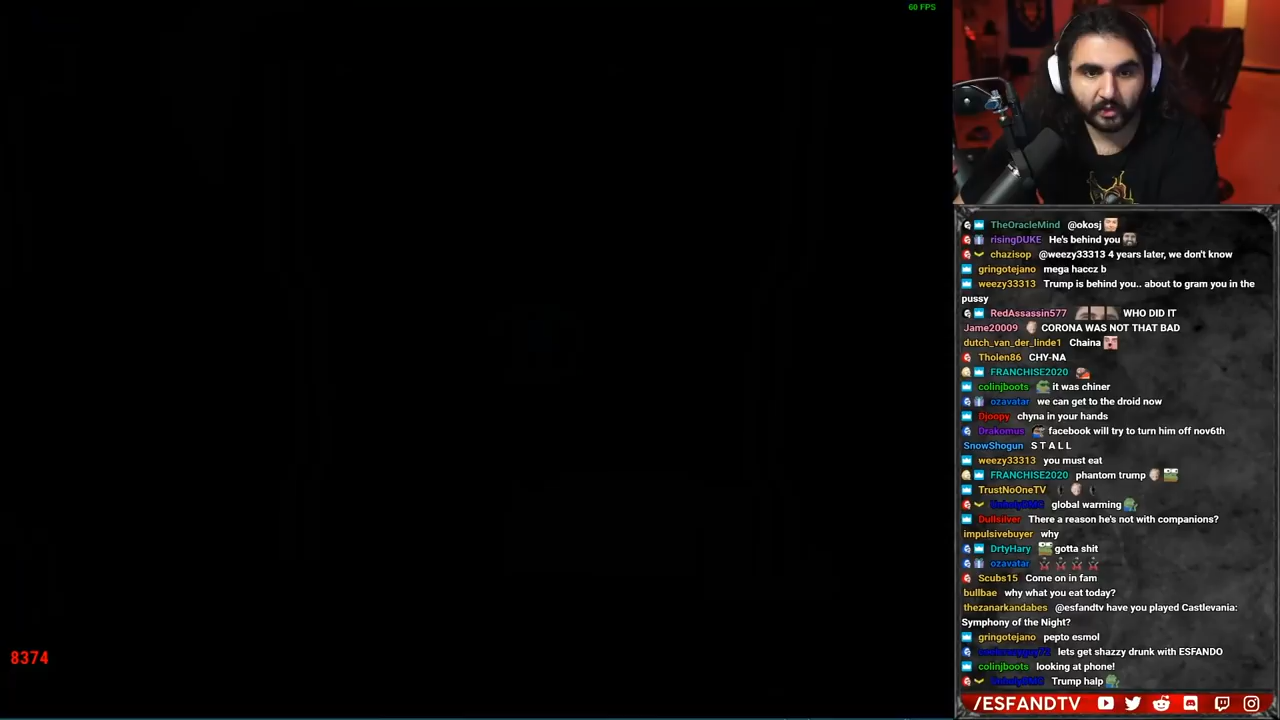 60 FPS
TheOracleMind @okosj
risingDUKE He's behind you
chazisop @weezy33313 4 years later, we don't know
gringotejano mega haccz b
weezy33313 Trump is behind you.. about to gram you in the
pussy
RedAssassin577 WHO DID IT
Jame20009 CORONA WAS NOT THAT BAD
dutch_van_der_linde1 Chaina
Tholen86 CHY-NA
FRANCHISE2020
colinjboots it was chiner
ozavatar we can get to the droid now
Djoopy chyna in your hands
Drakomus facebook will try to turn him off nov6th
SnowShogun S T A L L
weezy33313 you must eat
FRANCHISE2020 phantom trump
TrustNoOneTV
global warming
Dullsilver There a reason he's not with companions?
impulsivebuyer why
DrtyHary gotta shit
ozavatar
Scubs15 Come on in fam
bullbae why what you eat today?
thezanarkandabes @esfandtv have you played Castlevania:
Symphony of the Night?
gringotejano pepto esmol
lets get shazzy drunk with ESFANDO
colinjboots looking at phone!
Trump halp
8374
/ESFANDTV